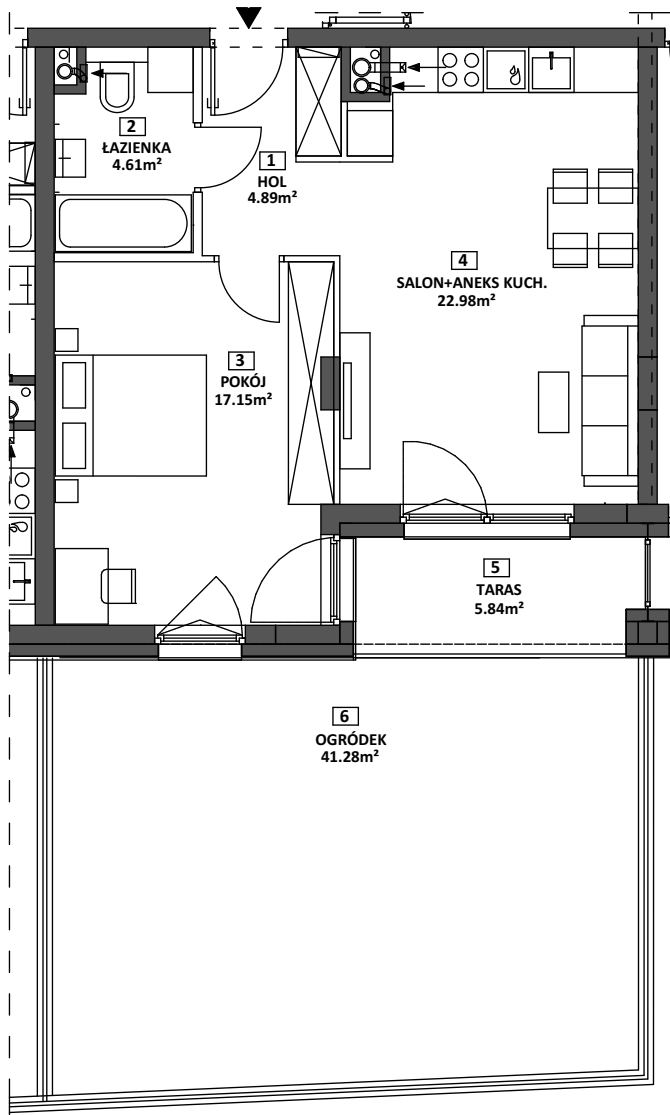 2
ŁAZIENKA
4.61m²
1
HOL
4.89m²
4
SALON+ANEKS KUCH.
22.98m²
3
POKÓJ
17.15m²
5
TARAS
5.84m²
6
OGRÓDEK
41.28m²